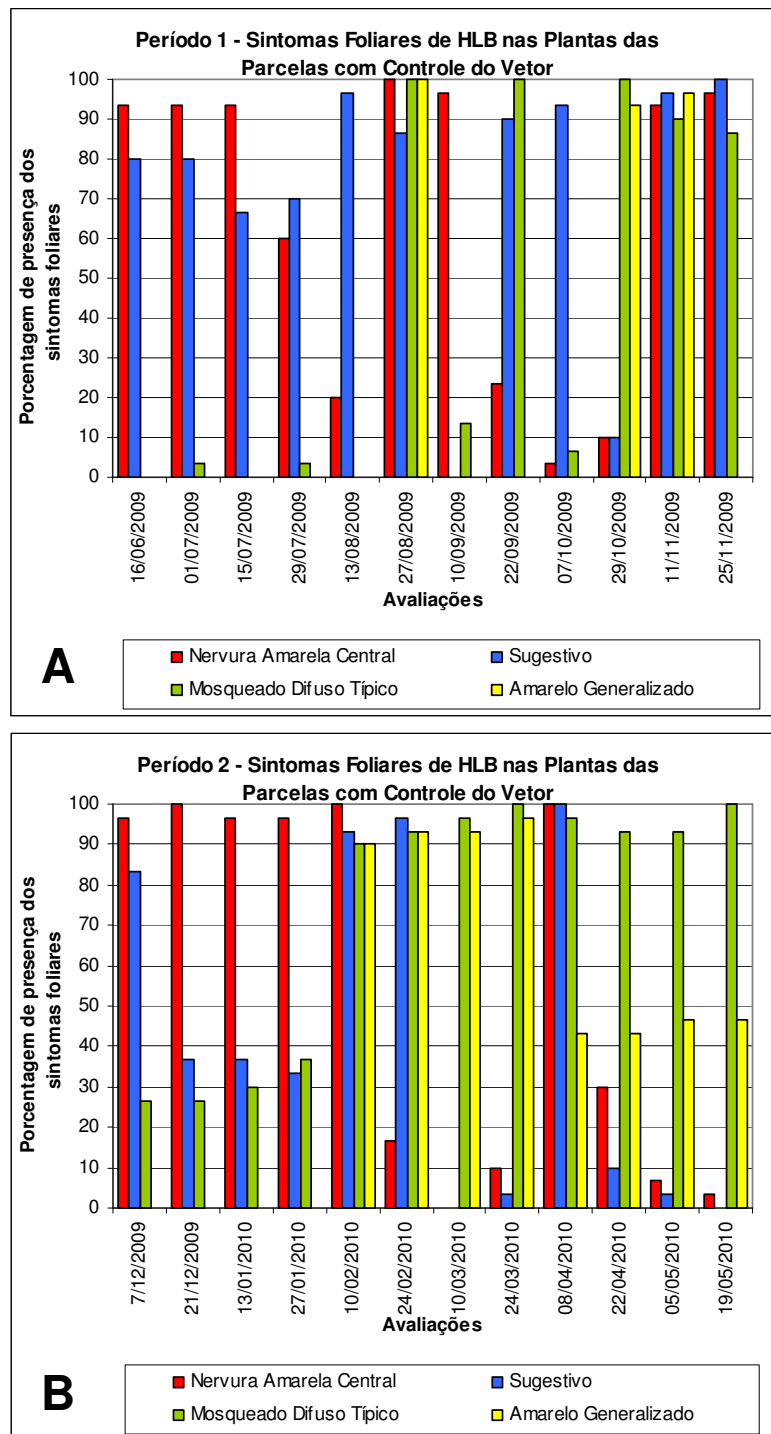 Período 1 - Sintomas Foliares de HLB nas Plantas das
Parcelas com Controle do Vetor
Porcentagem de presença dos
sintomas foliares
100
90
80
70
60
50
40
30
20
10
0
16/06/2009
01/07/2009
15/07/2009
29/07/2009
13/08/2009
27/08/2009
10/09/2009
22/09/2009
07/10/2009
29/10/2009
11/11/2009
25/11/2009
Avaliações
A
Nervura Amarela Central
Sugestivo
Mosqueado Difuso Típico
Amarelo Generalizado
Período 2 - Sintomas Foliares de HLB nas Plantas das
Parcelas com Controle do Vetor
Porcentagem de presença dos
sintomas foliares
100
90
80
70
60
50
40
30
20
10
0
7/12/2009
21/12/2009
13/01/2010
27/01/2010
10/02/2010
24/02/2010
10/03/2010
24/03/2010
08/04/2010
22/04/2010
05/05/2010
19/05/2010
Avaliações
B
Nervura Amarela Central
Sugestivo
Mosqueado Difuso Típico
Amarelo Generalizado